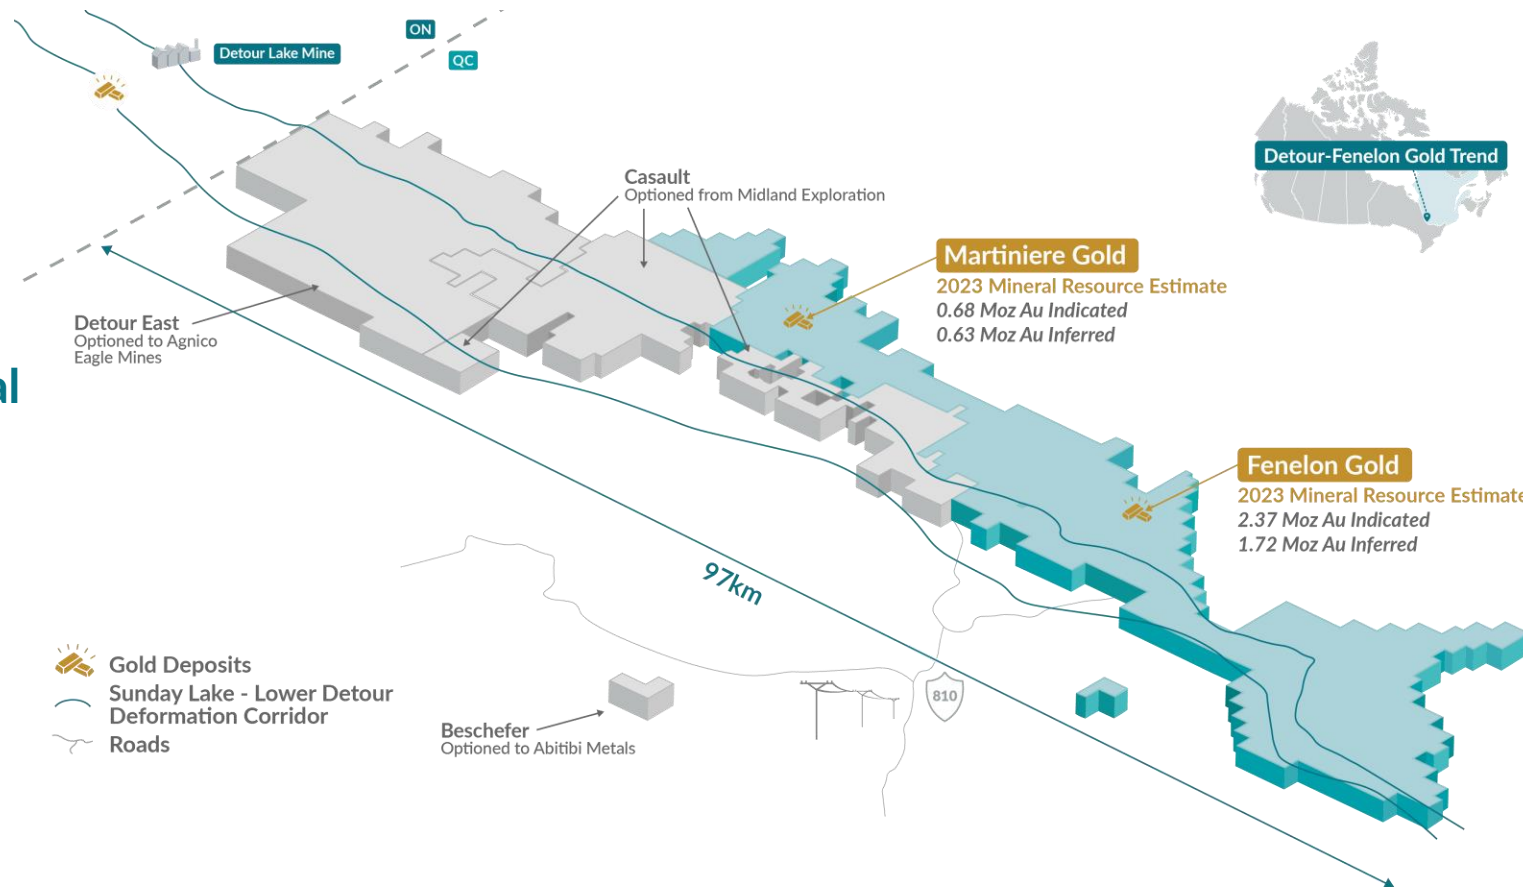 ON
Detour Lake Mine
QC
Detour-Fenelon Gold Trend
Casault
Optioned from Midland Exploration
Martiniere Gold
2023 Mineral Resource Estimate
0.68 Moz Au Indicated
0.63 Moz Au Inferred
Detour East
Optioned to Agnico
Eagle Mines
al
Fenelon Gold
2023 Mineral Resource Estimate
2.37 Moz Au Indicated
1.72 Moz Au Inferred
97km
Gold Deposits
Sunday Lake - Lower Detour
Deformation Corridor
Roads
Beschefer
Optioned to Abitibi Metals
810